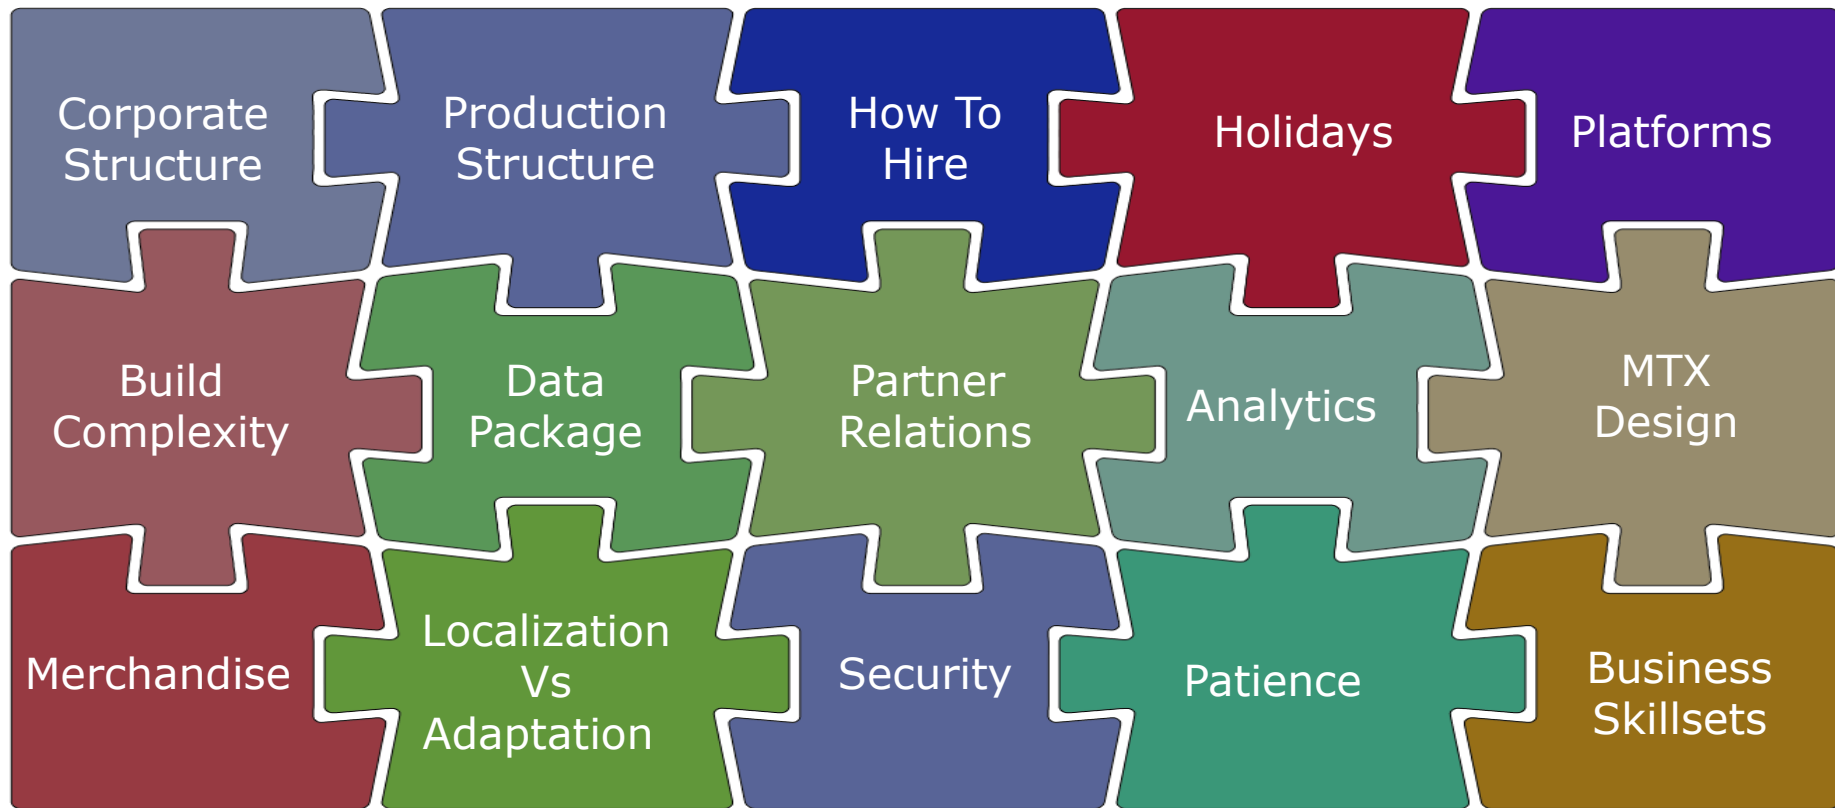 Corporate
Structure
Production
Structure
How To
Hire
Holidays
Platforms
Build
Complexity
Data
Package
Partner
Relations
Analytics
MTX
Design
Merchandise
Localization
Vs
Adaptation
Security
Patience
Business
Skillsets